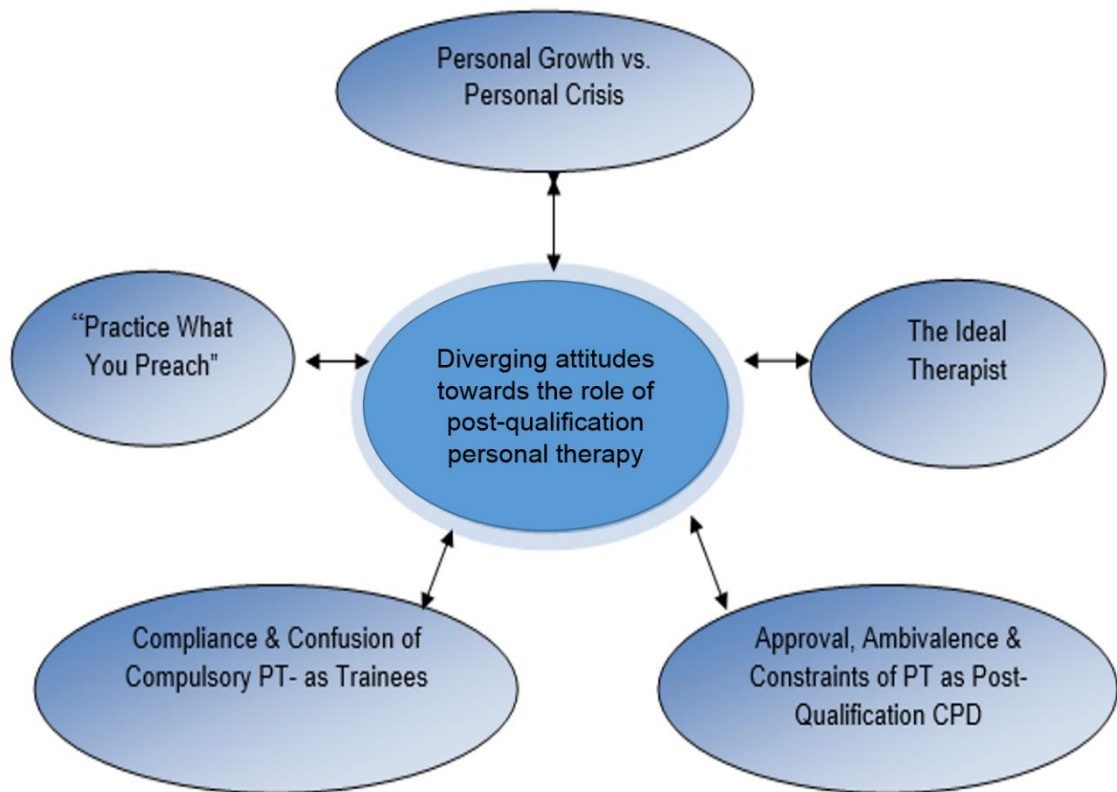 Personal Growth vs.
Personal Crisis
“Practice What
You Preach"
Diverging attitudes
towards the role of
post-qualification
personal therapy
The Ideal
Therapist
Compliance & Confusion of
Compulsory PT- as Trainees
Approval, Ambivalence &
Constraints of PT as Post-
Qualification CPD